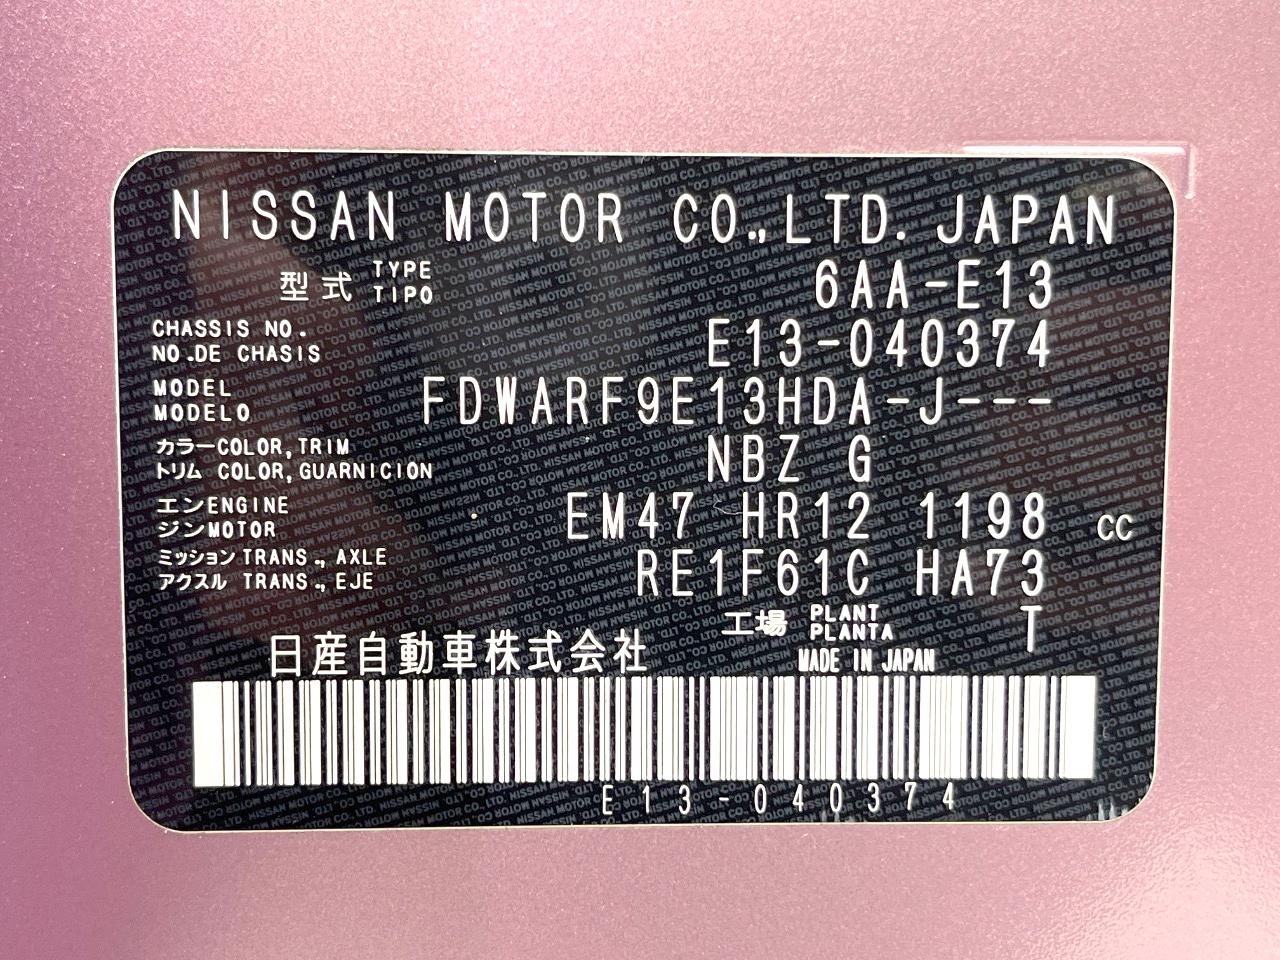 NISSAN MOTOR CO.,LTD. JAPAN
型式 TYPE TIPO 6AA-E13
CHASSIS NO.
NO.DE CHASIS E13-040374
MODEL
MODELO FDWARF9E13HDA-J---
カラーCOLOR,TRIM
トリム COLOR,GUARNICION NBZ G
エンENGINE
ジンMOTOR EM47 HR12 1198 CC
ミッション TRANS., AXLE
アクスル TRANS., EJE RE1F61C HA73
工場 PLANT PLANTA T
日産自動車株式会社 MADE IN JAPAN
E13-040374